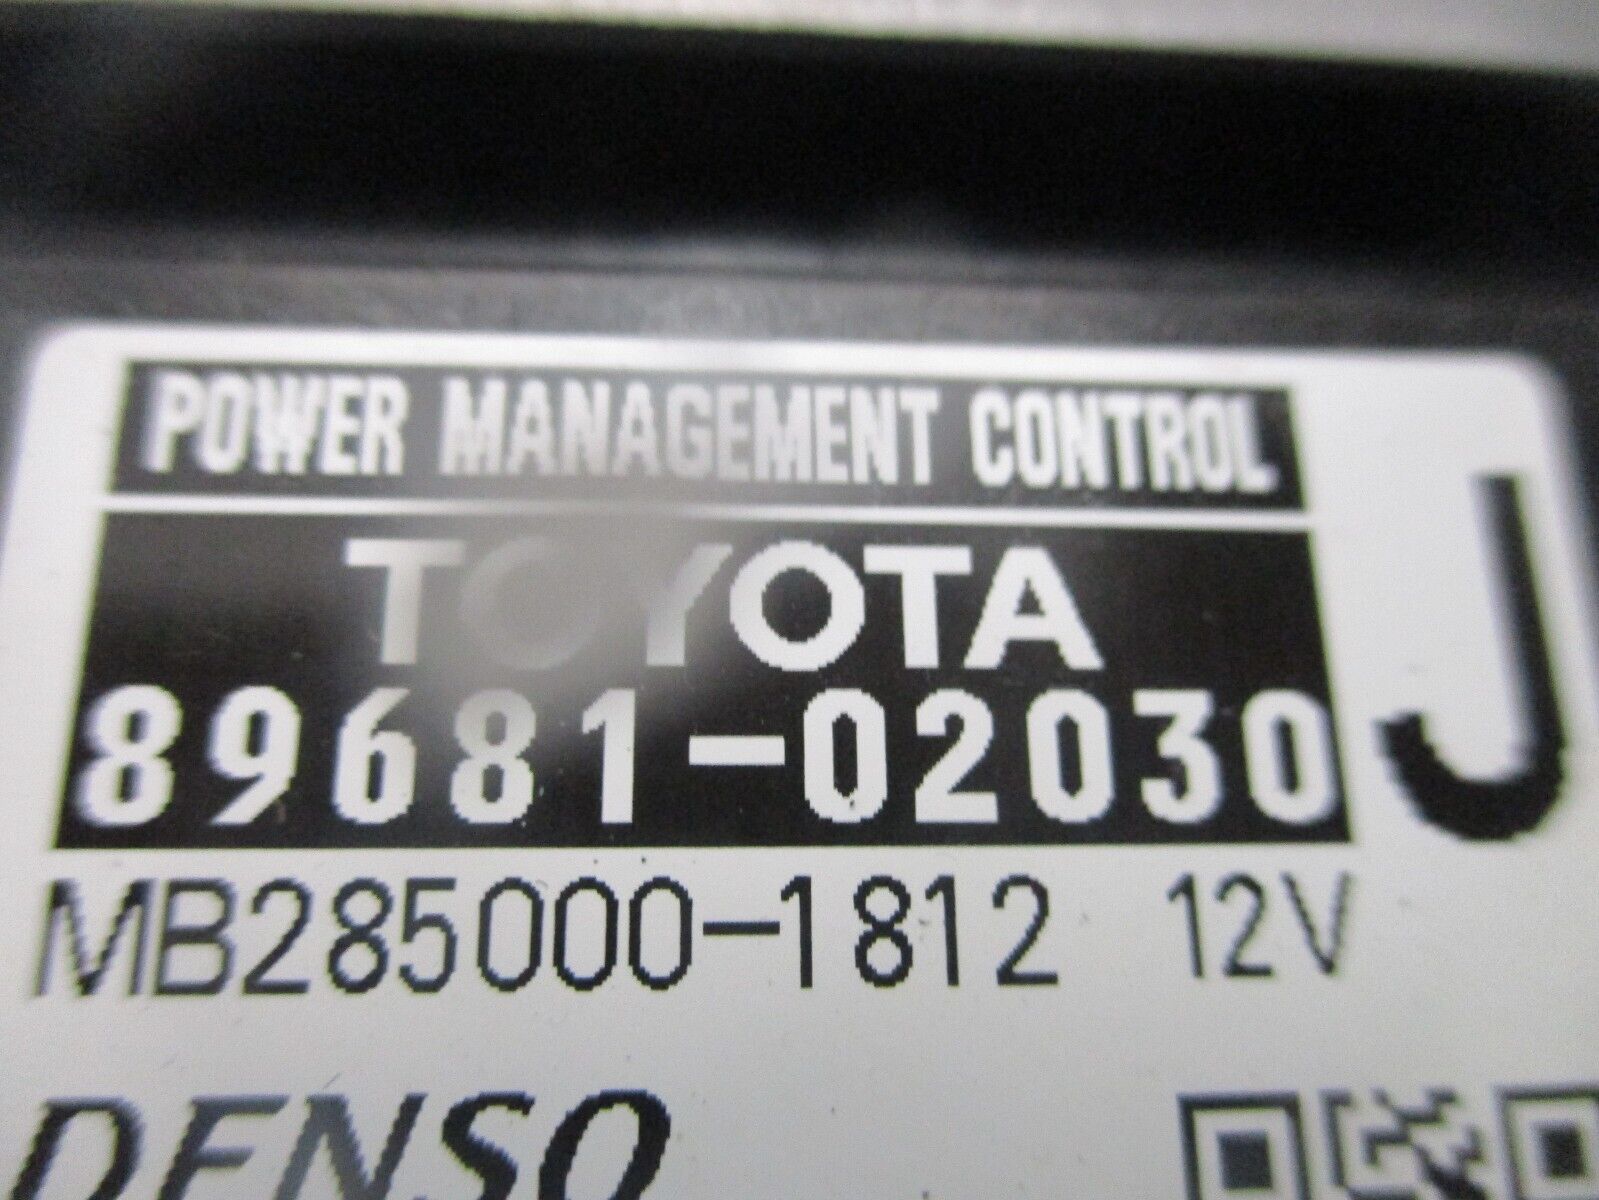 POWER MANAGEMENT CONTROL
TOYOTA
89681-02030
J
MB285000-1812 12V
DENSO